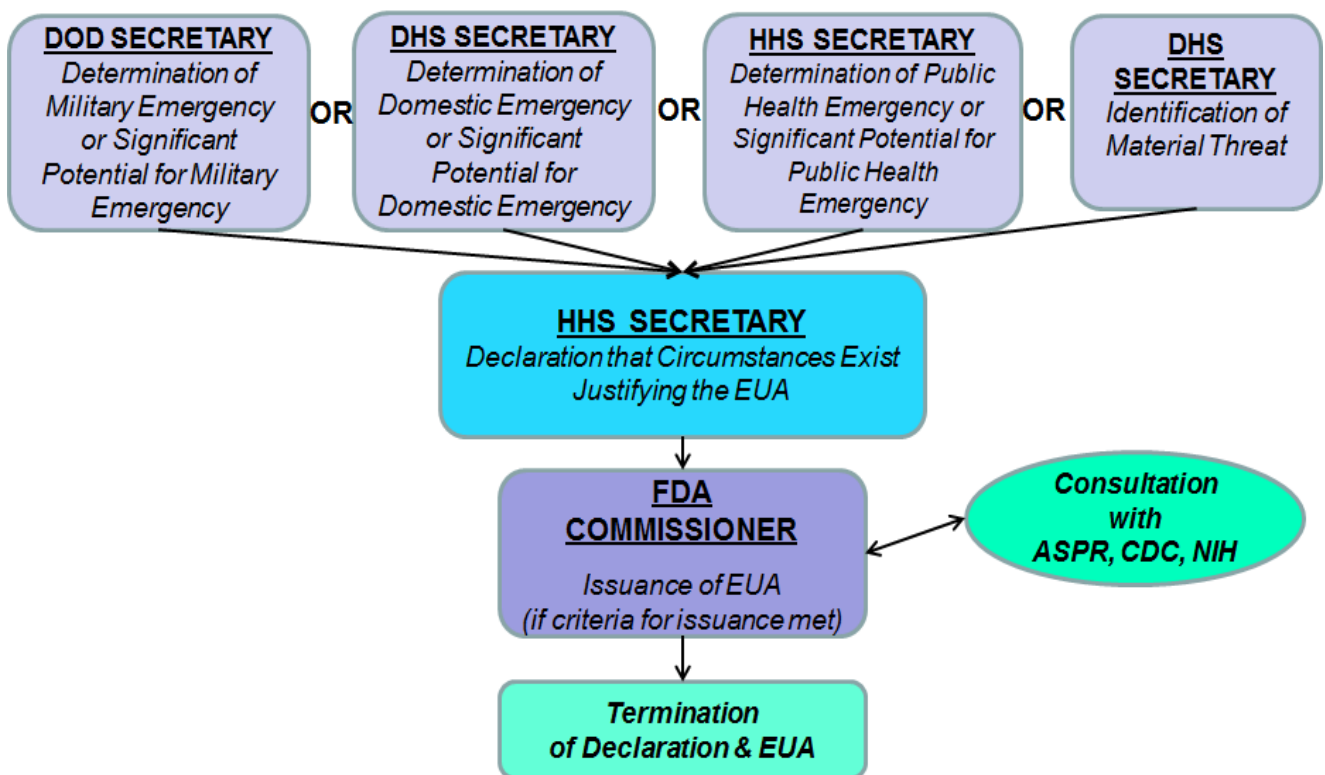 DOD SECRETARY
Determination of
Military Emergency
or Significant
Potential for Military
Emergency
OR
DHS SECRETARY
Determination of
Domestic Emergency
or Significant
Potential for
Domestic Emergency
OR
HHS SECRETARY
Determination of Public
Health Emergency or
Significant Potential for
Public Health
Emergency
OR
DHS
SECRETARY
Identification of
Material Threat
HHS SECRETARY
Declaration that Circumstances Exist
Justifying the EUA
FDA
COMMISSIONER
Issuance of EUA
(if criteria for issuance met)
Consultation
with
ASPR, CDC, NIH
Termination
of Declaration & EUA